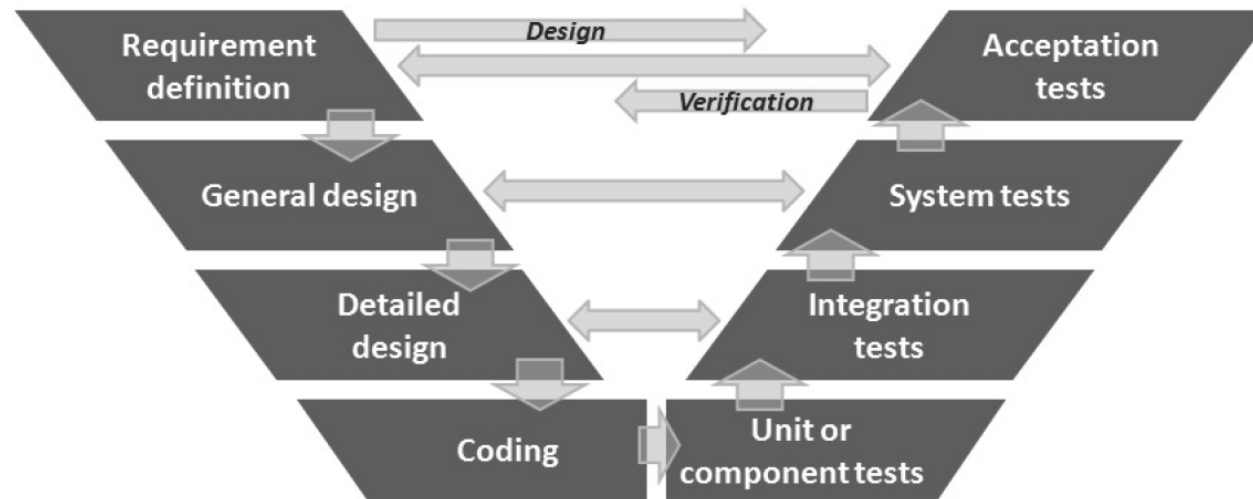 Requirement
definition
Design
Verification
Acceptation
tests
General design
System tests
Detailed
design
Integration
tests
Coding
Unit or
component tests